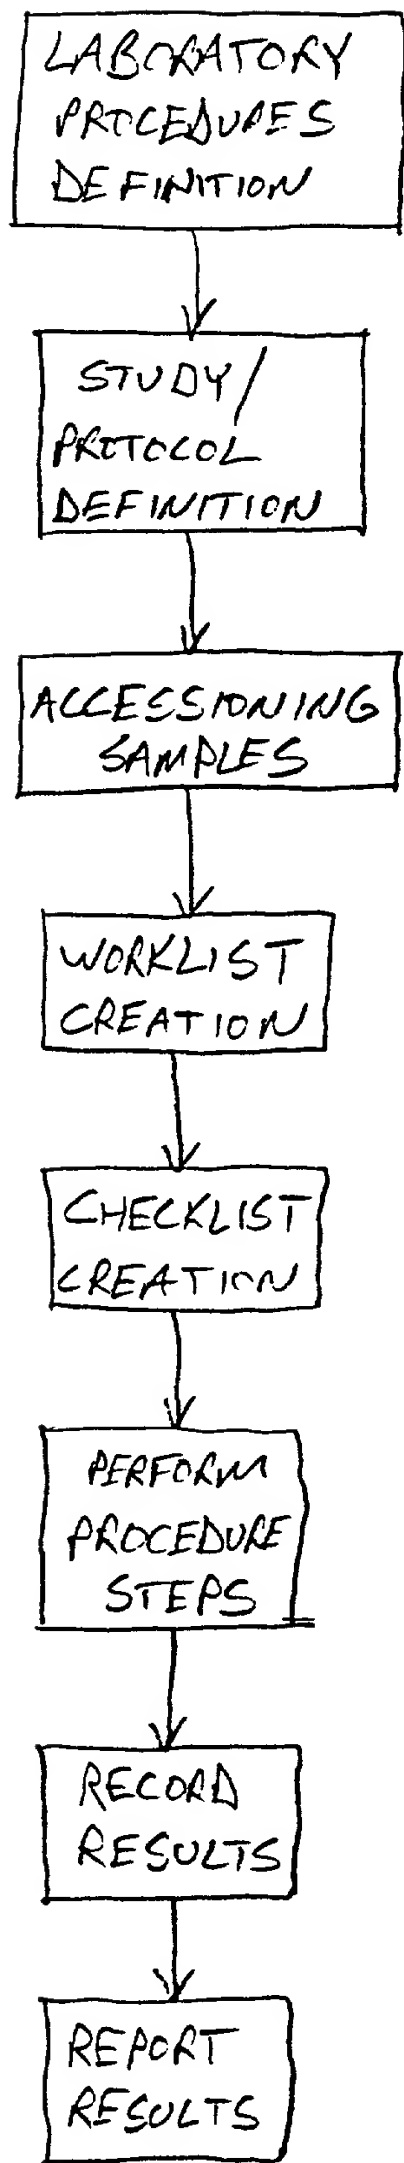 LABORATORY
PROCEDURES
DEFINITION
STUDY/
PROTOCOL
DEFINITION
ACCESSIONING
SAMPLES
WORKLIST
CREATION
CHECKLIST
CREATION
PERFORM
PROCEDURE
STEPS
RECORD
RESULTS
REPORT
RESULTS